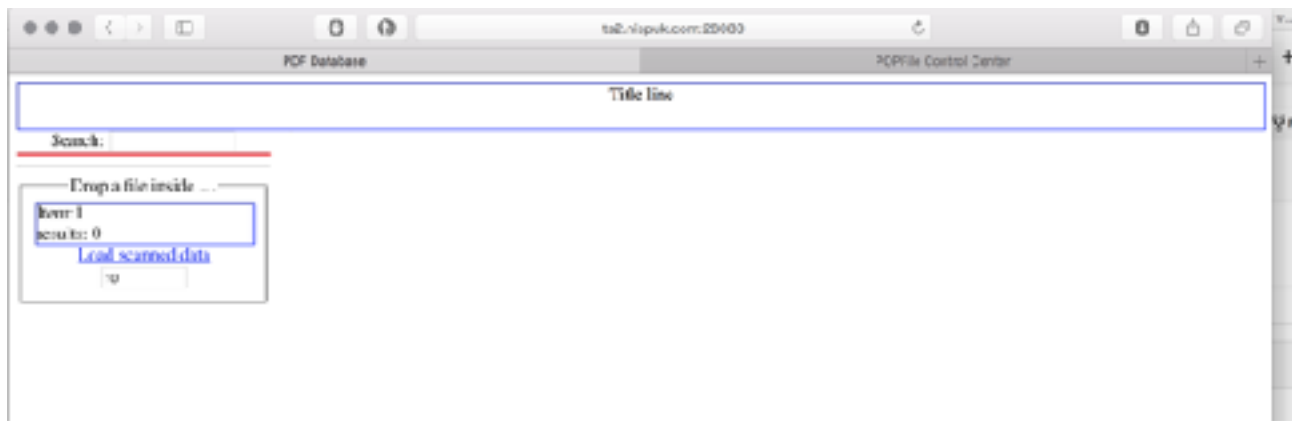 PDF Database
POPFile Control Center
Title line
Search:
Drop a file inside ...
Item 1
results: 0
Load scanned data